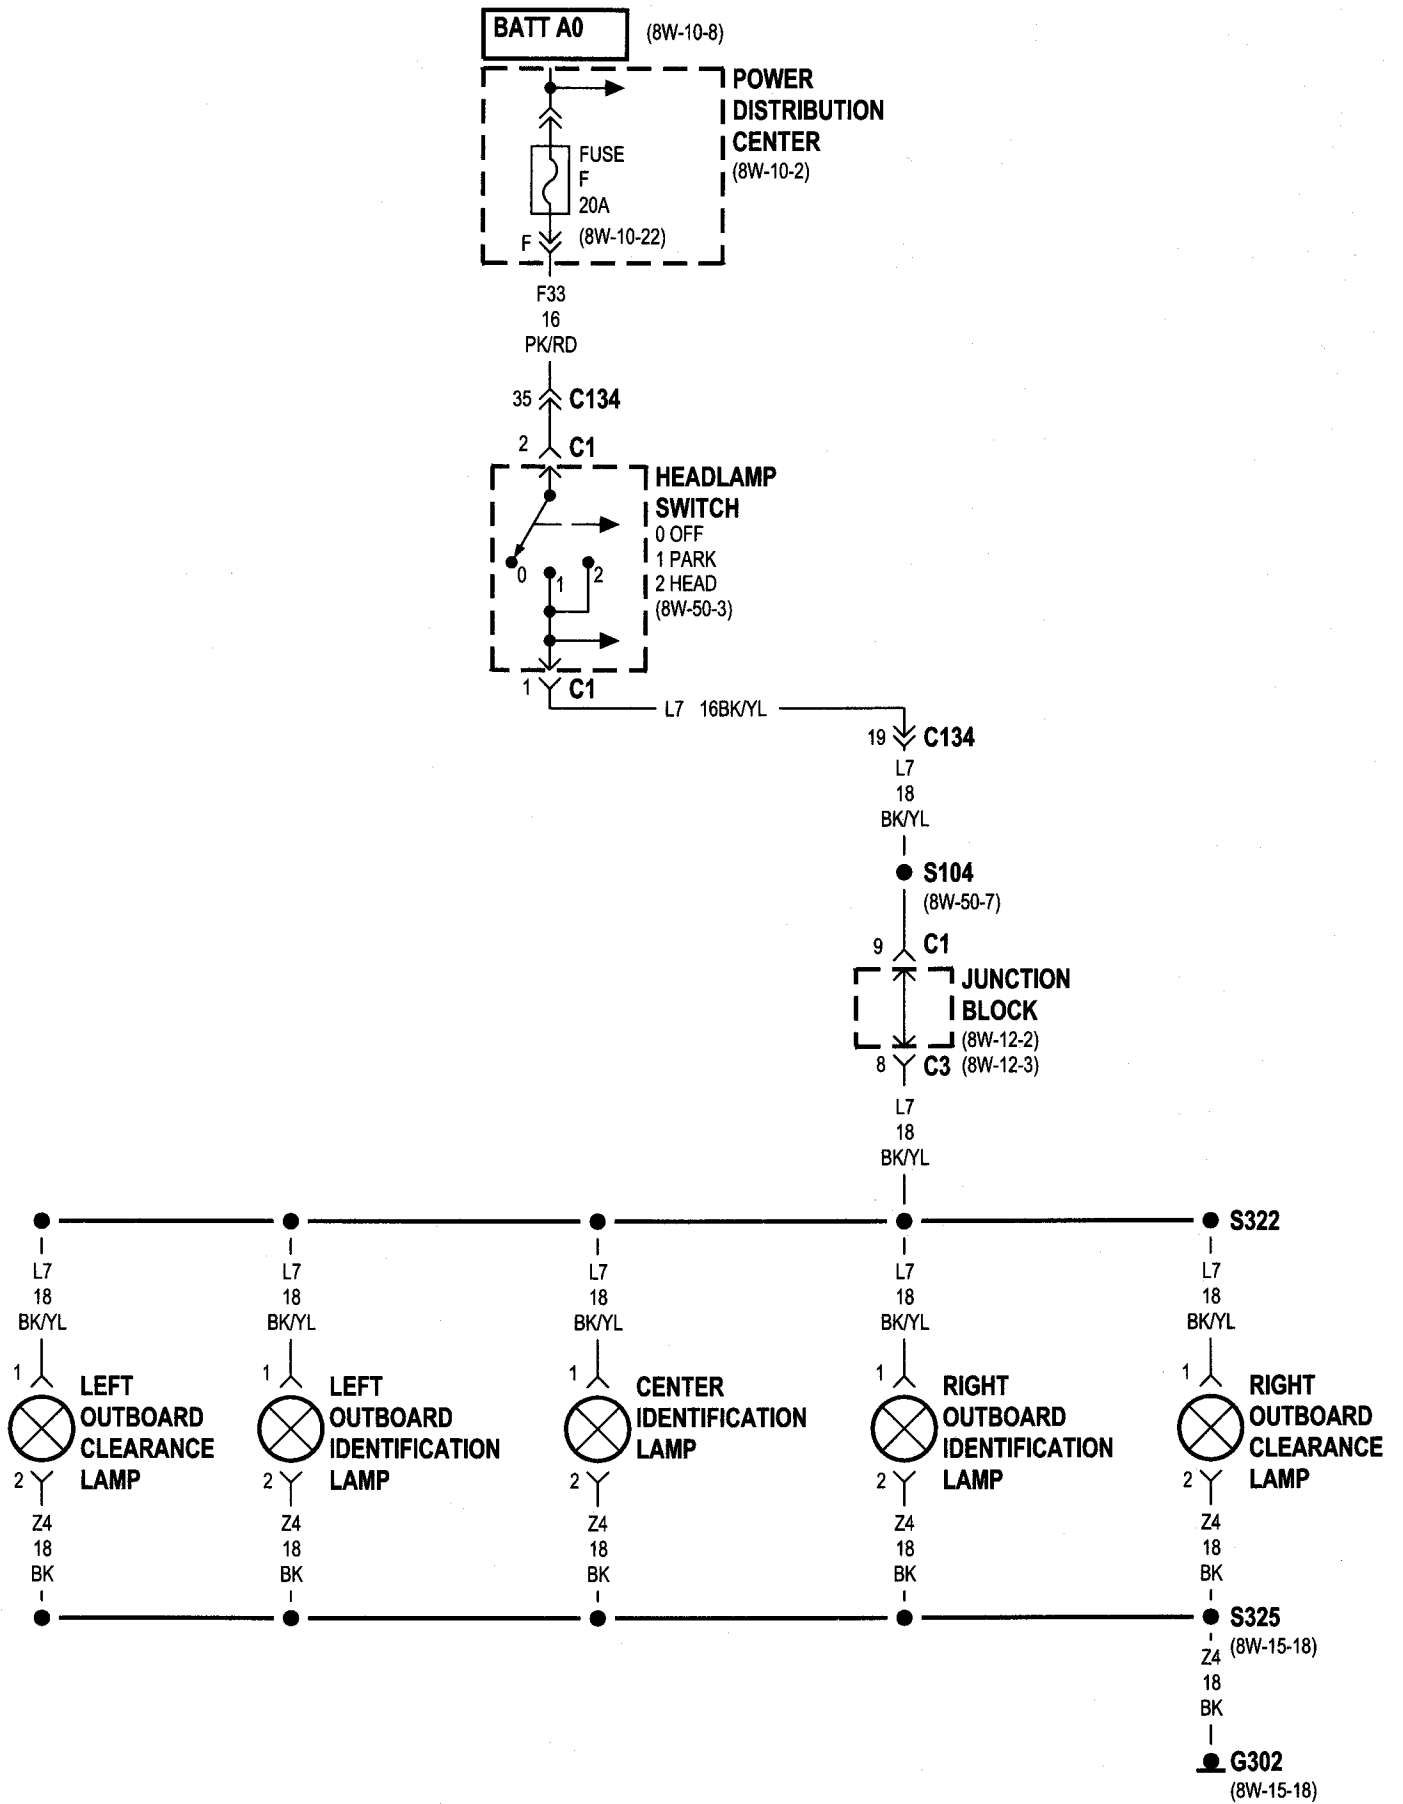 BATT A0
(8W-10-8)
POWER
DISTRIBUTION
CENTER
(8W-10-2)
FUSE
F
20A
(8W-10-22)
F
F33
16
PK/RD
35
C134
2
C1
HEADLAMP
SWITCH
0 OFF
1 PARK
2 HEAD
(8W-50-3)
0
1
2
1
C1
L7 16BK/YL
19
C134
L7
18
BK/YL
S104
(8W-50-7)
9
C1
JUNCTION
BLOCK
(8W-12-2)
8
C3
(8W-12-3)
L7
18
BK/YL
S322
L7
18
BK/YL
1
LEFT
OUTBOARD
CLEARANCE
LAMP
2
Z4
18
BK
L7
18
BK/YL
1
LEFT
OUTBOARD
IDENTIFICATION
LAMP
2
Z4
18
BK
L7
18
BK/YL
1
CENTER
IDENTIFICATION
LAMP
2
Z4
18
BK
L7
18
BK/YL
1
RIGHT
OUTBOARD
IDENTIFICATION
LAMP
2
Z4
18
BK
L7
18
BK/YL
1
RIGHT
OUTBOARD
CLEARANCE
LAMP
2
Z4
18
BK
S325
(8W-15-18)
Z4
18
BK
G302
(8W-15-18)